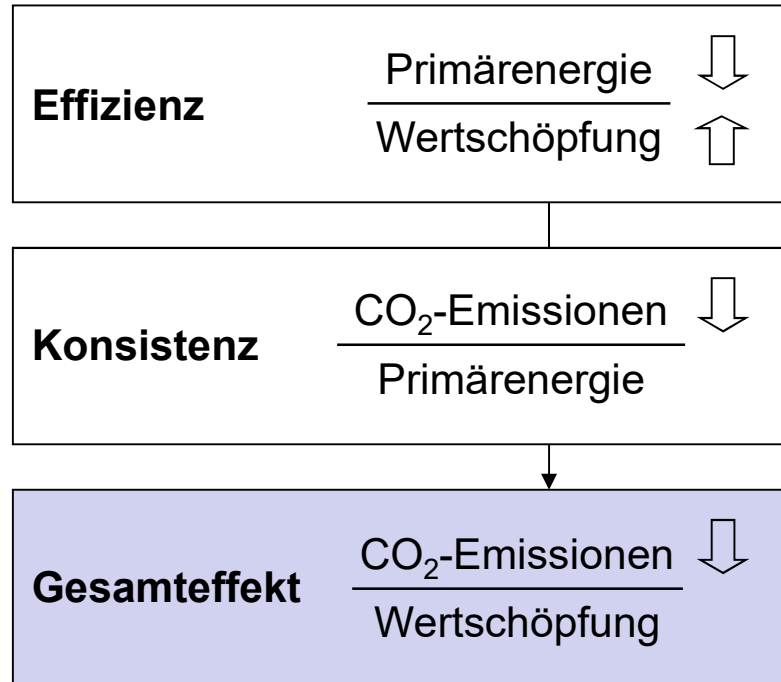 Effizienz
Primärenergie
Wertschöpfung
Konsistenz
CO₂-Emissionen
Primärenergie
Gesamteffekt
CO₂-Emissionen
Wertschöpfung